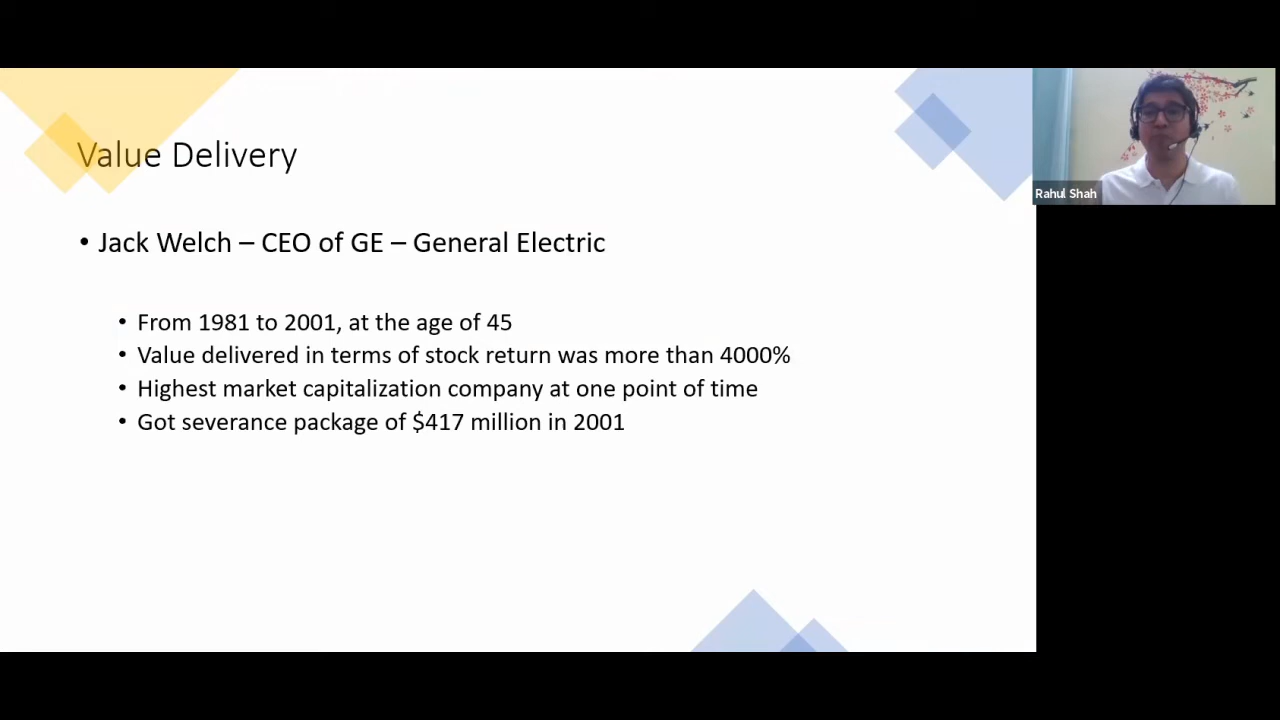 Value Delivery
• Jack Welch – CEO of GE – General Electric
• From 1981 to 2001, at the age of 45
• Value delivered in terms of stock return was more than 4000%
• Highest market capitalization company at one point of time
• Got severance package of $417 million in 2001
Rahul Shah